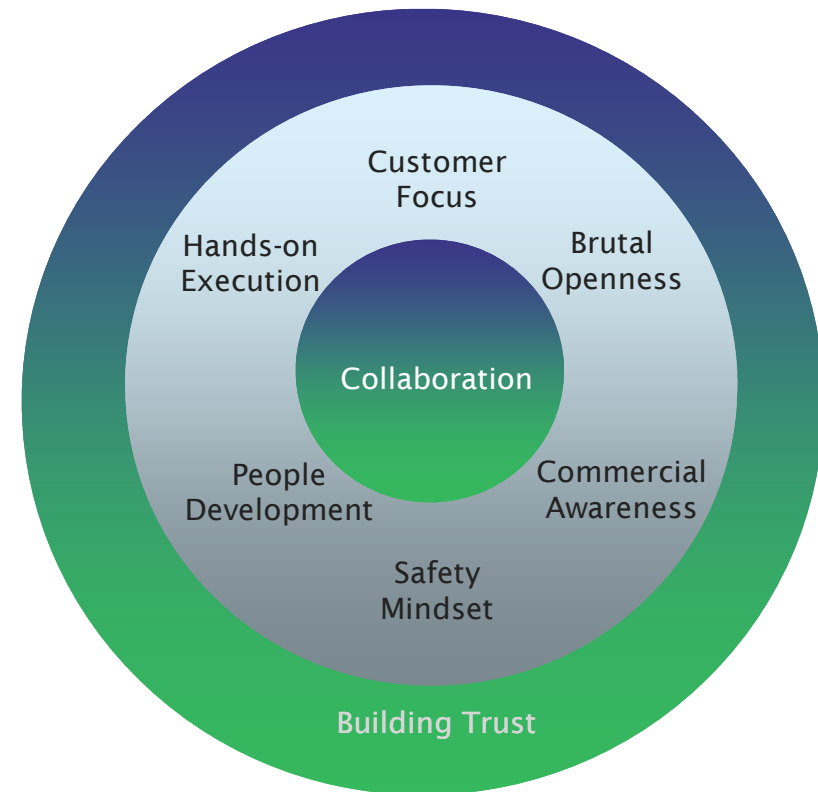 Customer
Focus
Hands-on
Execution
Brutal
Openness
Collaboration
People
Development
Commercial
Awareness
Safety
Mindset
Building Trust